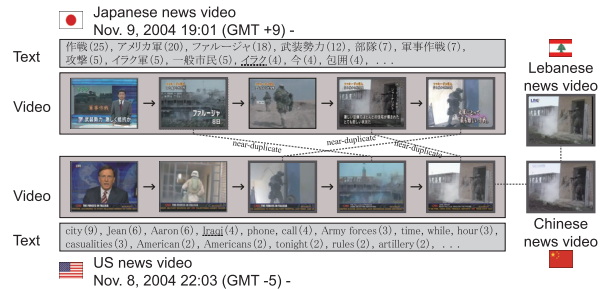 Japanese news video
Nov. 9, 2004 19:01 (GMT +9) -
Text
作戦(25), アメリカ軍(20), ファルージャ(18), 武装勢力(12), 部隊(7), 軍事作戦(7),
攻撃(5), イラク軍(5), 一般市民(5), イラク(4), 今(4), 包囲(4), . . .
Lebanese
news video
Video
ファルージャ
8日
LIVE
near-duplicate
near-duplicate
near-duplicate
Video
Chinese
news video
Text
city(9), Jean(6), Aaron(6), Iraqi(4), phone, call(4), Army forces(3), time, while, hour(3),
casualities(3), American(2), Americans(2), tonight(2), rules(2), artillery(2), . . .
US news video
Nov. 8, 2004 22:03 (GMT -5) -